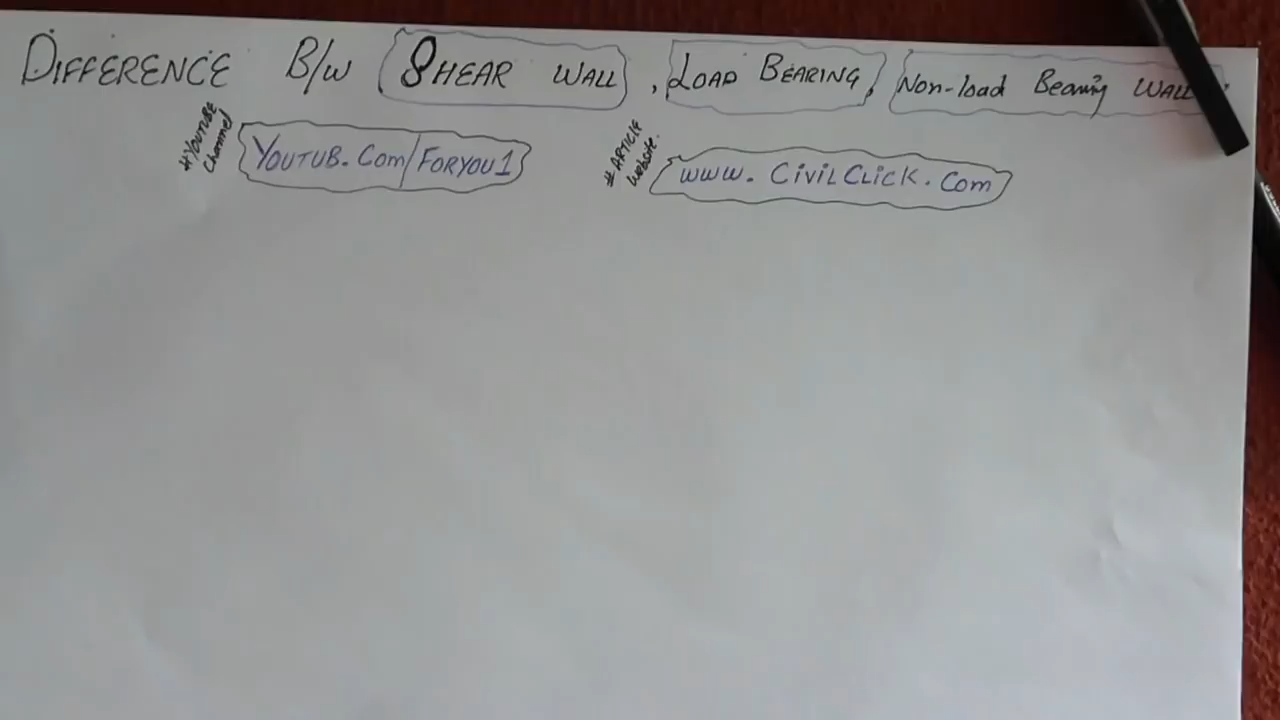 DIFFERENCE B/W SHEAR WALL, LOAD BEARING, Non-load Bearing WALL.
#YOUTUBE Channel YOUTUB.Com/FORYOU1 # ARTICLE Website. www.CivilClick.Com